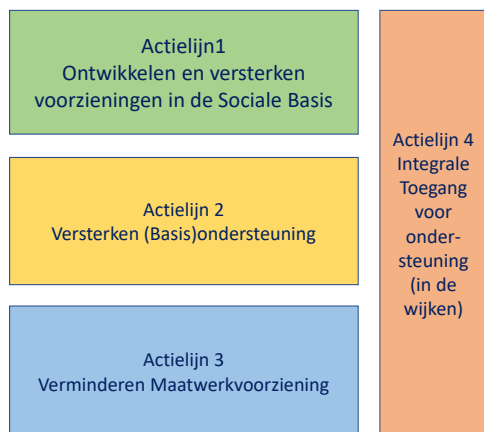 Actielijn1
Ontwikkelen en versterken
voorzieningen in de Sociale Basis
Actielijn 2
Versterken (Basis)ondersteuning
Actielijn 3
Verminderen Maatwerkvoorziening
Actielijn 4
Integrale
Toegang
voor
onder-
steuning
(in de
wijken)